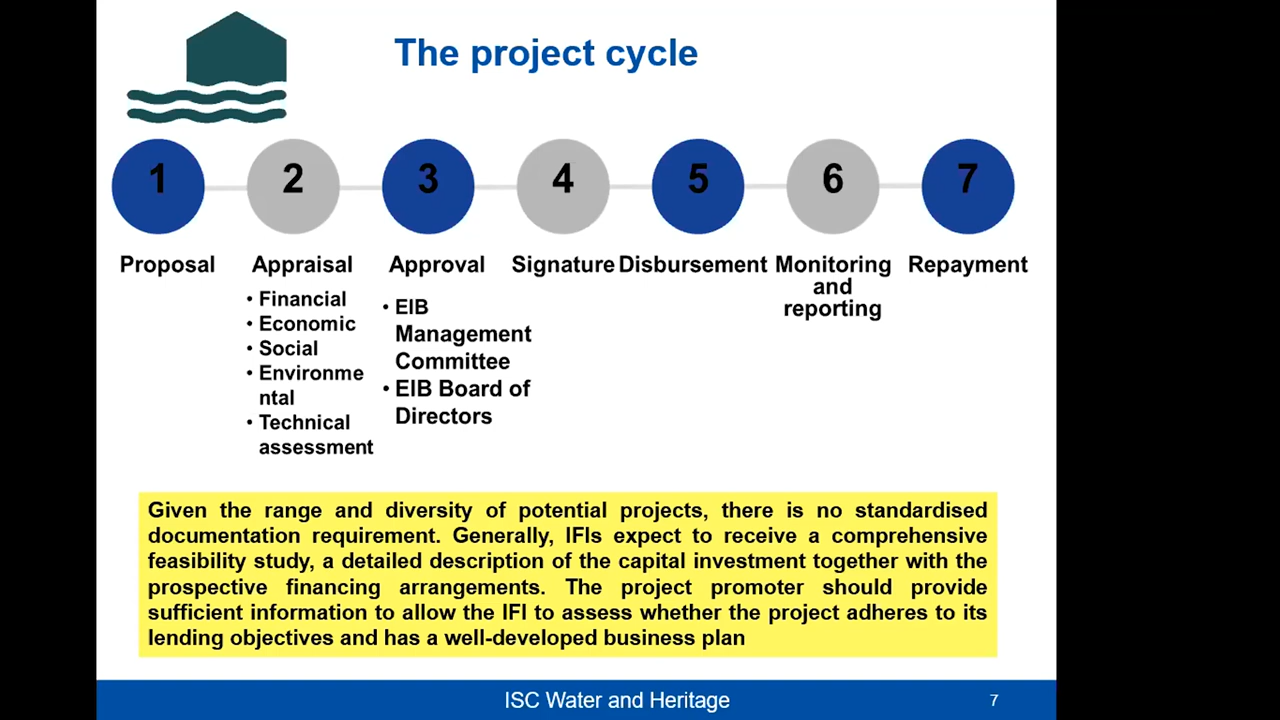 The project cycle
1 2 3 4 5 6 7
Proposal Appraisal Approval Signature Disbursement Monitoring and reporting Repayment
• Financial
• Economic
• Social
• Environme
ntal
• Technical
assessment
• EIB
Management
Committee
• EIB Board of
Directors
Given the range and diversity of potential projects, there is no standardised
documentation requirement. Generally, IFIs expect to receive a comprehensive
feasibility study, a detailed description of the capital investment together with the
prospective financing arrangements. The project promoter should provide
sufficient information to allow the IFI to assess whether the project adheres to its
lending objectives and has a well-developed business plan
ISC Water and Heritage
7